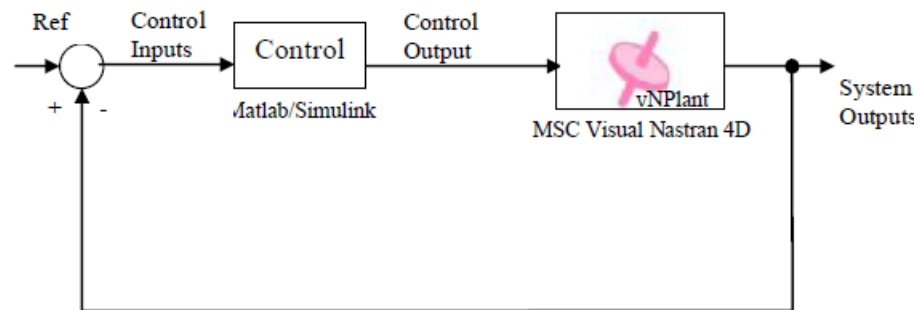 Ref
Control
Inputs
Control
Control
Output
vNPlant
System
Outputs
+ -
Matlab/Simulink
MSC Visual Nastran 4D